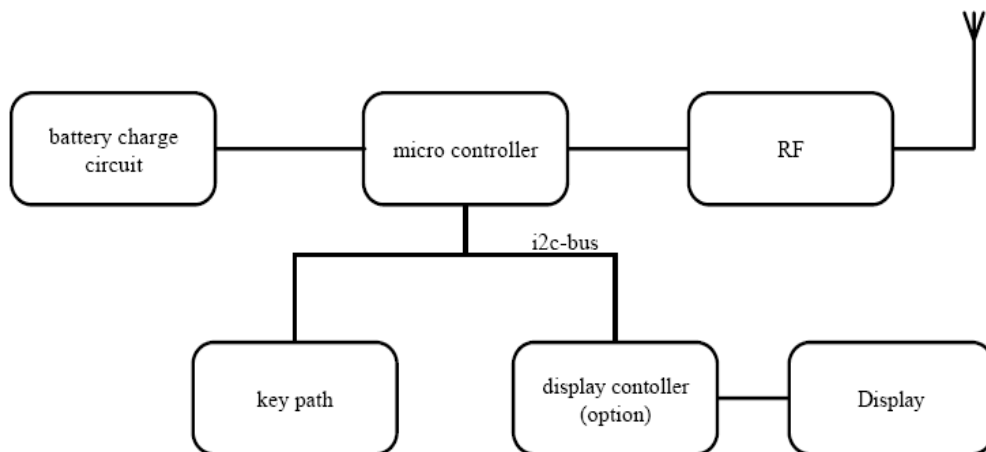 battery charge
circuit
micro controller
RF
i2c-bus
key path
display contoller
(option)
Display